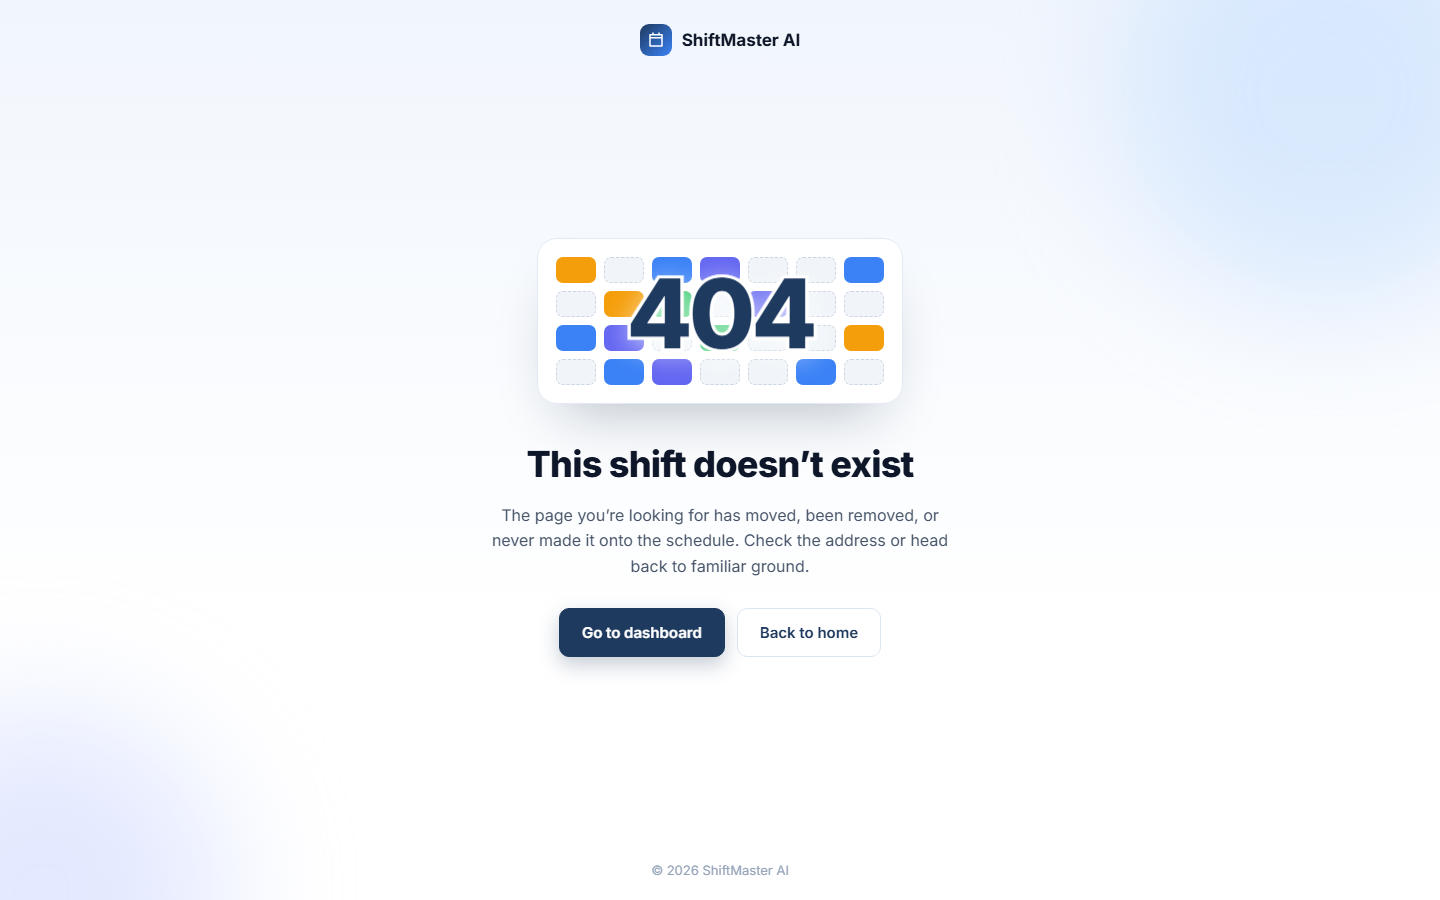 ShiftMaster AI
404
This shift doesn’t exist
The page you’re looking for has moved, been removed, or
never made it onto the schedule. Check the address or head
back to familiar ground.
Go to dashboard
Back to home
© 2026 ShiftMaster AI